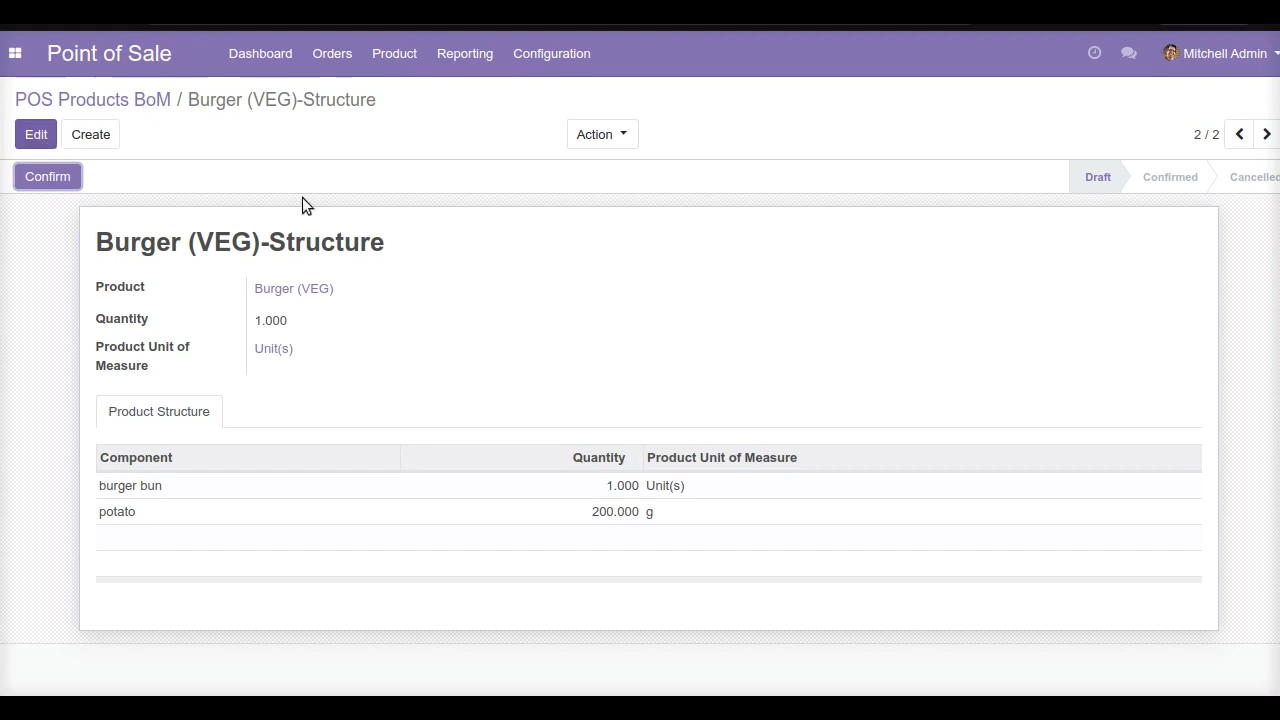 Point of Sale Dashboard Orders Product Reporting Configuration Mitchell Admin
POS Products BoM / Burger (VEG)-Structure
Edit Create Action 2 / 2
Confirm Draft Confirmed Cancelled
Burger (VEG)-Structure
Product Burger (VEG)
Quantity 1.000
Product Unit of Unit(s)
Measure
Product Structure
Component Quantity Product Unit of Measure
burger bun 1.000 Unit(s)
potato 200.000 g